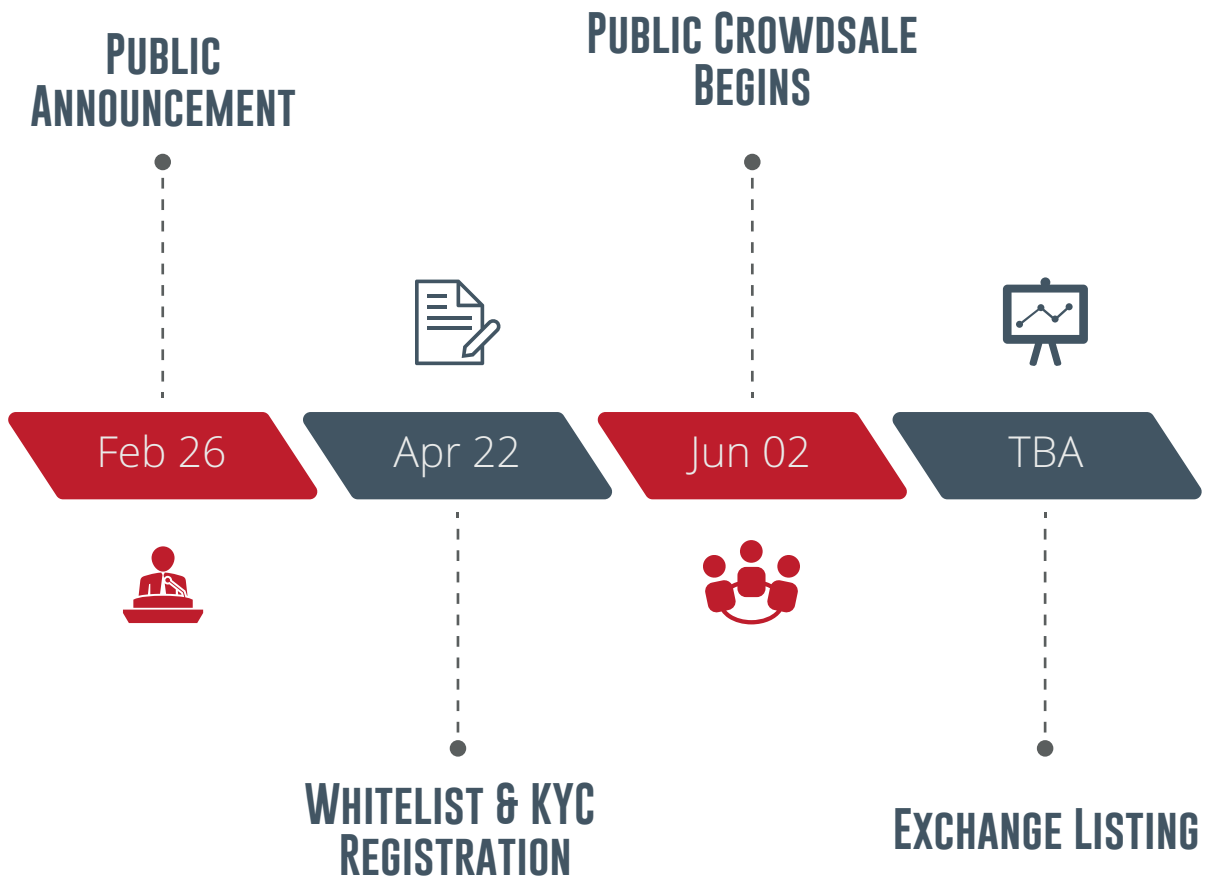 PUBLIC
ANNOUNCEMENT
PUBLIC CROWDSALE
BEGINS
Feb 26
Apr 22
Jun 02
TBA
WHITELIST & KYC
REGISTRATION
EXCHANGE LISTING